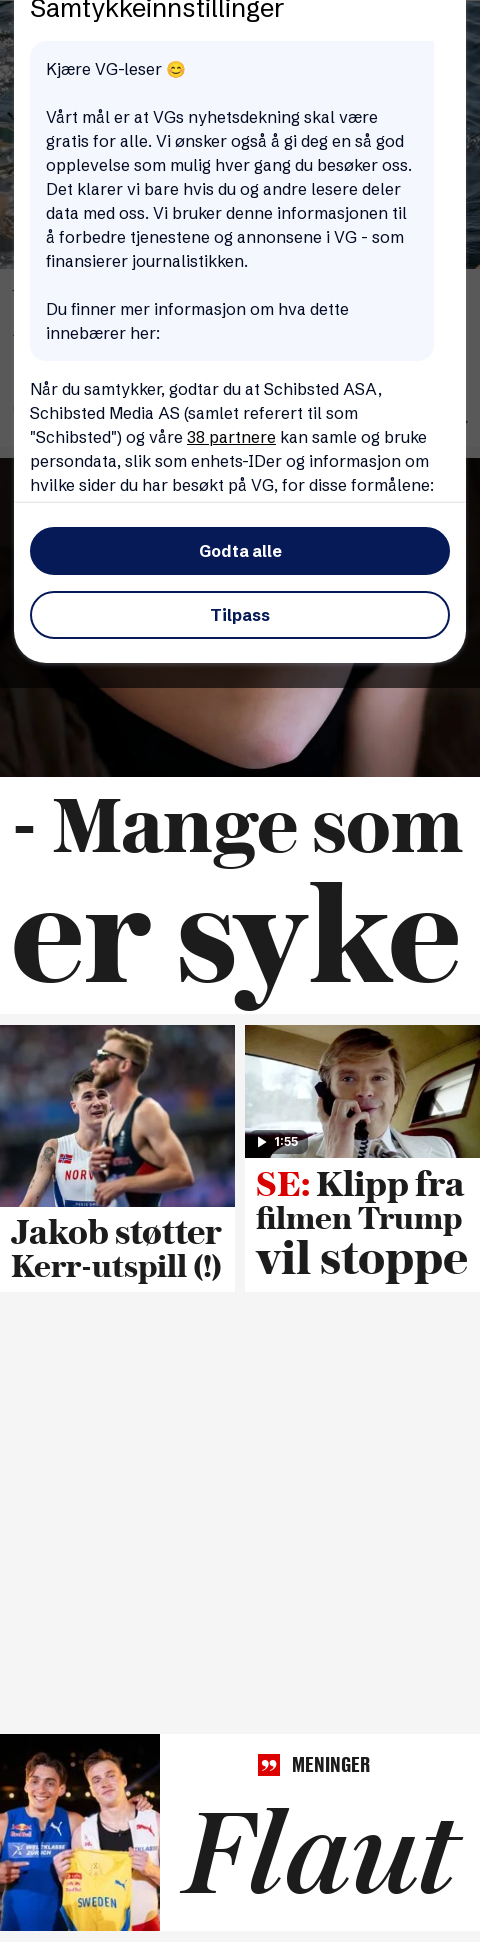 Samtykkeinnstillinger
Kjære VG-leser 😊
Vårt mål er at VGs nyhetsdekning skal være
gratis for alle. Vi ønsker også å gi deg en så god
opplevelse som mulig hver gang du besøker oss.
Det klarer vi bare hvis du og andre lesere deler
data med oss. Vi bruker denne informasjonen til
å forbedre tjenestene og annonsene i VG - som
finansierer journalistikken.
Du finner mer informasjon om hva dette
innebærer her:
Når du samtykker, godtar du at Schibsted ASA,
Schibsted Media AS (samlet referert til som
"Schibsted") og våre 38 partnere kan samle og bruke
persondata, slik som enhets-IDer og informasjon om
hvilke sider du har besøkt på VG, for disse formålene:
Godta alle
Tilpass
- Mange som
er syke
NORV
1:55
Jakob støtter
Kerr-utspill (!)
SE: Klipp fra
filmen Trump
vil stoppe
MENINGER
Flaut
WELTKLASSE
ZÜRICH
SWEDEN